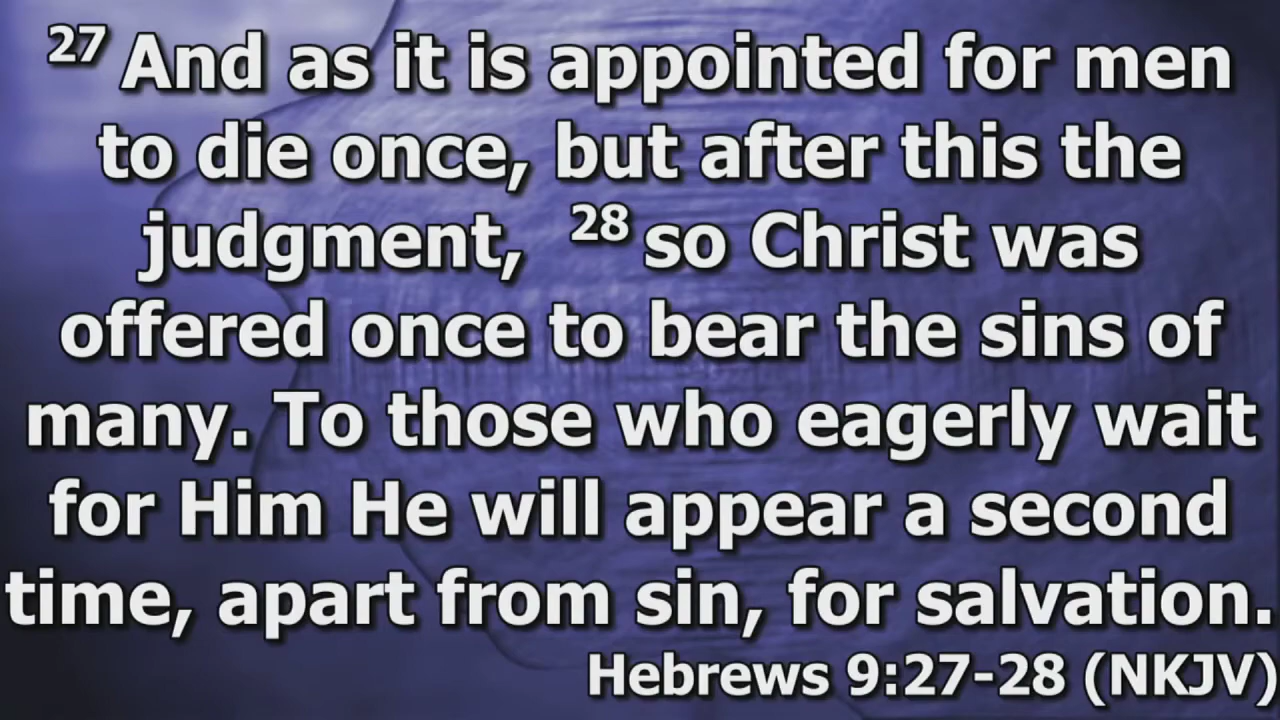 27 And as it is appointed for men
to die once, but after this the
judgment, 28 so Christ was
offered once to bear the sins of
many. To those who eagerly wait
for Him He will appear a second
time, apart from sin, for salvation.
Hebrews 9:27-28 (NKJV)